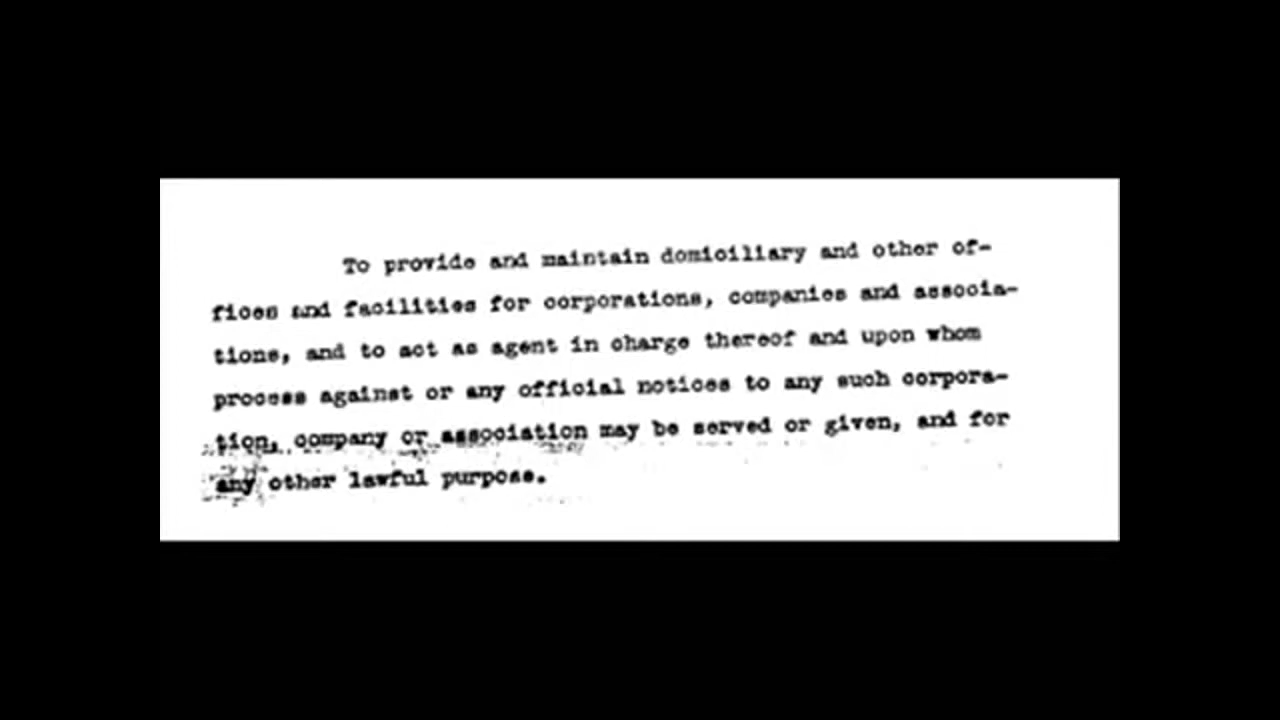 To provide and maintain domiciliary and other of-
fices and facilities for corporations, companies and associa-
tions, and to act as agent in charge thereof and upon whom
process against or any official notices to any such corpora-
tion, company or association may be served or given, and for
any other lawful purpose.